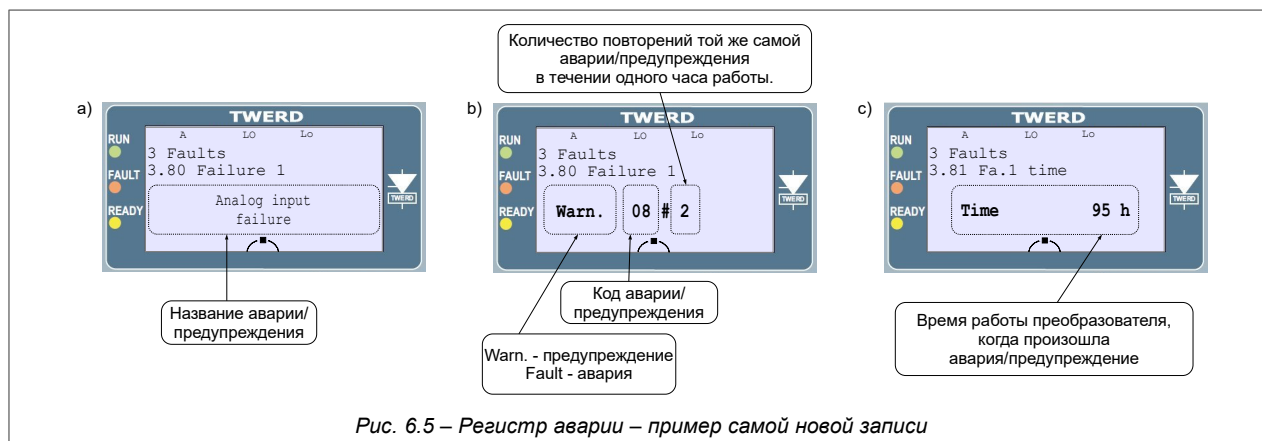 Количество повторений той же самой
аварии/предупреждения
в течении одного часа работы.
a)
TWERD
A LO Lo
RUN
3 Faults
3.80 Failure 1
FAULT
Analog input
failure
READY
TWERD
Название аварии/
предупреждения
b)
TWERD
A LO Lo
RUN
3 Faults
3.80 Failure 1
FAULT
Warn. 08 # 2
READY
TWERD
Код аварии/
предупреждения
Warn. - предупреждение
Fault - авария
c)
TWERD
A LO Lo
RUN
3 Faults
3.81 Fa.1 time
FAULT
Time 95 h
READY
TWERD
Время работы преобразователя,
когда произошла
авария/предупреждение
Рис. 6.5 – Регистр аварии – пример самой новой записи